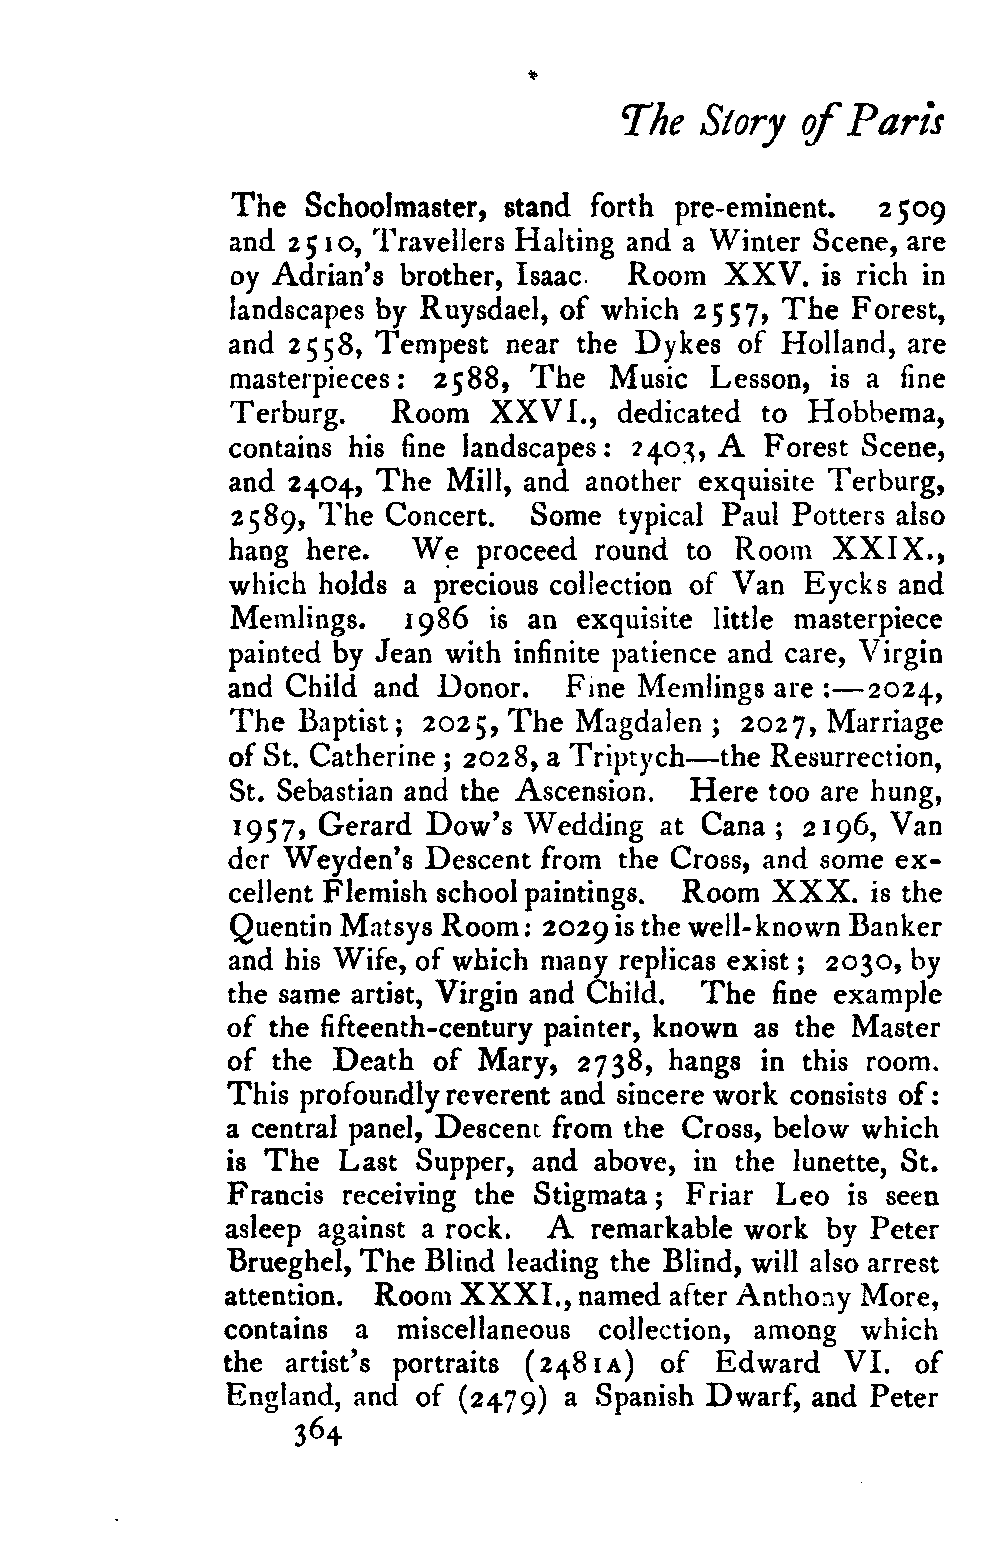 The Story of Paris
The Schoolmaster, stand forth pre-eminent. 2509
and 2510, Travellers Halting and a Winter Scene, are
oy Adrian's brother, Isaac. Room XXV. is rich in
landscapes by Ruysdael, of which 2557, The Forest,
and 2558, Tempest near the Dykes of Holland, are
masterpieces: 2588, The Music Lesson, is a fine
Terburg. Room XXVI., dedicated to Hobbema,
contains his fine landscapes: 2403, A Forest Scene,
and 2404, The Mill, and another exquisite Terburg,
2589, The Concert. Some typical Paul Potters also
hang here. We proceed round to Room XXIX.,
which holds a precious collection of Van Eycks and
Memlings. 1986 is an exquisite little masterpiece
painted by Jean with infinite patience and care, Virgin
and Child and Donor. Fine Memlings are :—2024,
The Baptist; 2025, The Magdalen; 2027, Marriage
of St. Catherine; 2028, a Triptych—the Resurrection,
St. Sebastian and the Ascension. Here too are hung,
1957, Gerard Dow's Wedding at Cana; 2196, Van
der Weyden's Descent from the Cross, and some ex-
cellent Flemish school paintings. Room XXX. is the
Quentin Matsys Room: 2029 is the well-known Banker
and his Wife, of which many replicas exist; 2030, by
the same artist, Virgin and Child. The fine example
of the fifteenth-century painter, known as the Master
of the Death of Mary, 2738, hangs in this room.
This profoundly reverent and sincere work consists of:
a central panel, Descent from the Cross, below which
is The Last Supper, and above, in the lunette, St.
Francis receiving the Stigmata; Friar Leo is seen
asleep against a rock. A remarkable work by Peter
Brueghel, The Blind leading the Blind, will also arrest
attention. Room XXXI., named after Anthony More,
contains a miscellaneous collection, among which
the artist's portraits (2481A) of Edward VI. of
England, and of (2479) a Spanish Dwarf, and Peter
364